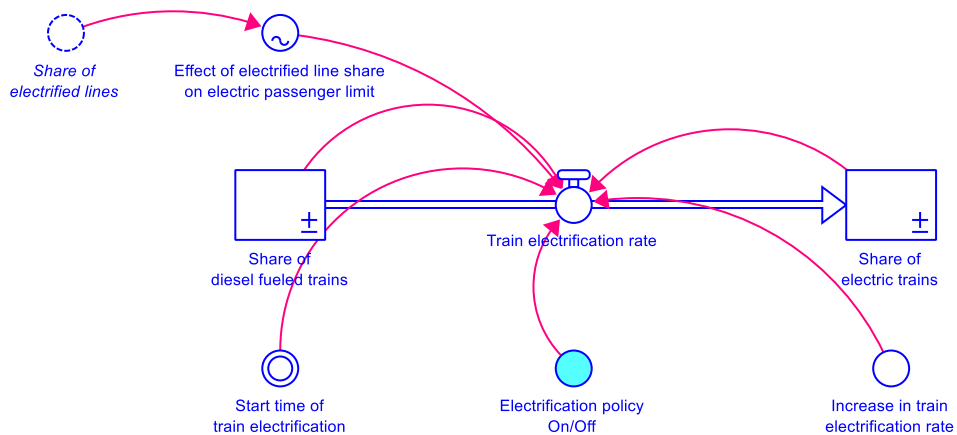 Share of
electrified lines
Effect of electrified line share
on electric passenger limit
Train electrification rate
Share of
diesel fueled trains
Share of
electric trains
Start time of
train electrification
Electrification policy
On/Off
Increase in train
electrification rate